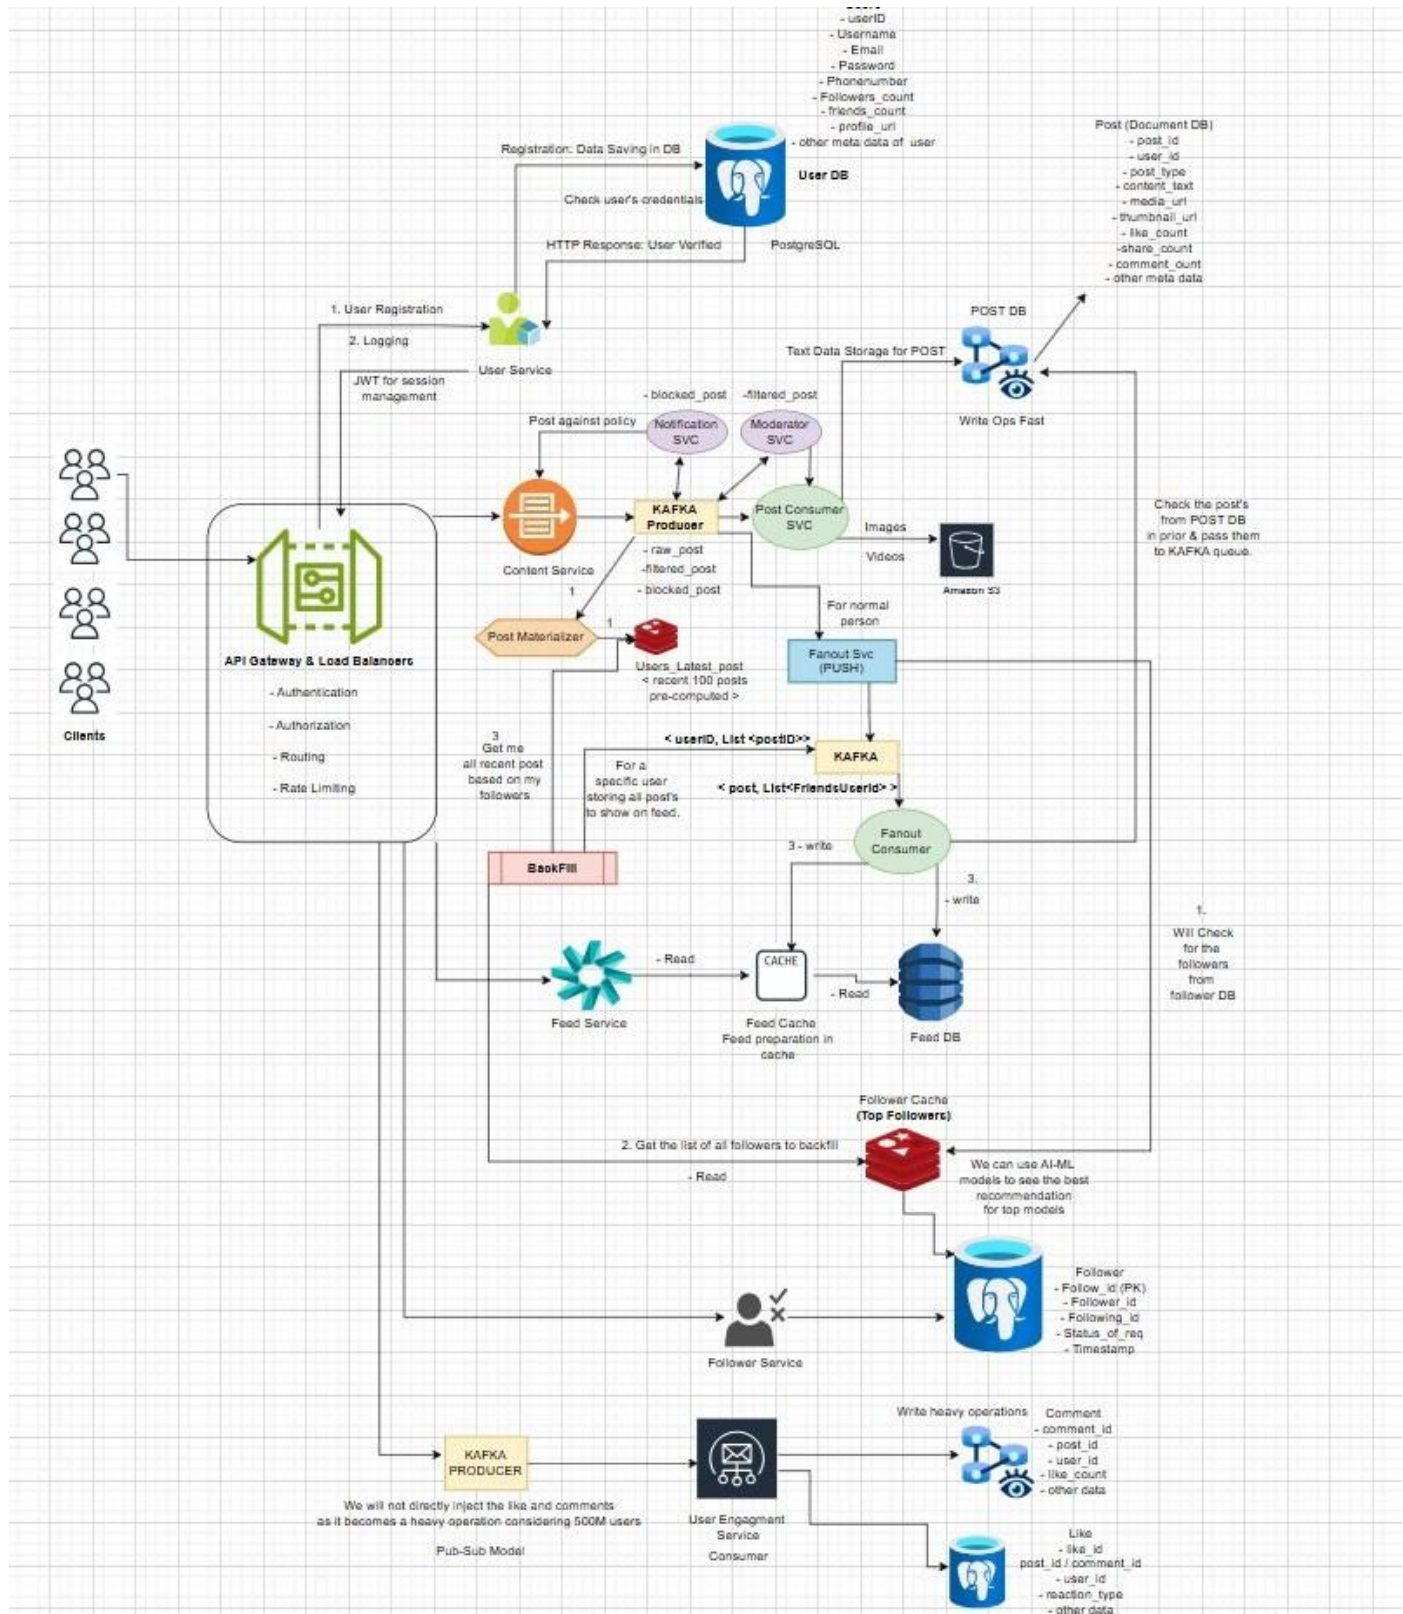 - userID
- Username
- Email
- Password
- Phonenumber
- Followers_count
- friends_count
- profile_url
- other meta data of user
User DB
Registration: Data Saving in DB
Check user's credentials
HTTP Response: User Verified
PostgreSQL
Post (Document DB)
- post_id
- user_id
- post_type
- content_text
- media_url
- thumbnail_url
- like_count
-share_count
- comment_ount
- other meta data
POST DB
Text Data Storage for POST
Write Ops Fast
1. User Registration
2. Logging
User Service
JWT for session
management
- blocked_post
-filtered_post
Post against policy
Notification
SVC
Moderator
SVC
KAFKA
Producer
Post Consumer
SVC
Images
Videos
Amazon S3
Content Service
- raw_post
-filtered_post
- blocked_post
1
Post Materializer
1
Users_Latest_post
< recent 100 posts
pre-computed >
For normal
person
Fanout Svc
(PUSH)
Check the post's
from POST DB
in prior & pass them
to KAFKA queue.
API Gateway & Load Balancers
- Authentication
- Authorization
- Routing
- Rate Limiting
Clients
3
Get me
all recent post
based on my
followers
For a
specific user
storing all post's
to show on feed.
< userID, List <postID>>
KAFKA
< post, List<FriendsUserId> >
Fanout
Consumer
3 - write
3.
- write
BackFill
1.
Will Check
for the
followers
from
follower DB
- Read
CACHE
- Read
Feed Service
Feed Cache
Feed preparation in
cache
Feed DB
Follower Cache
(Top Followers)
2. Get the list of all followers to backfill
- Read
We can use AI-ML
models to see the best
recommendation
for top models
Follower
- Follow_id (PK)
- Follower_id
- Following_id
- Status_of_req
- Timestamp
Follower Service
Write heavy operations
Comment
- comment_id
- post_id
- user_id
- like_count
- other data
KAFKA
PRODUCER
We will not directly inject the like and comments
as it becomes a heavy operation considering 500M users
Pub-Sub Model
User Engagment
Service
Consumer
Like
- like_id
post_id / comment_id
- user_id
- reaction_type
- other data